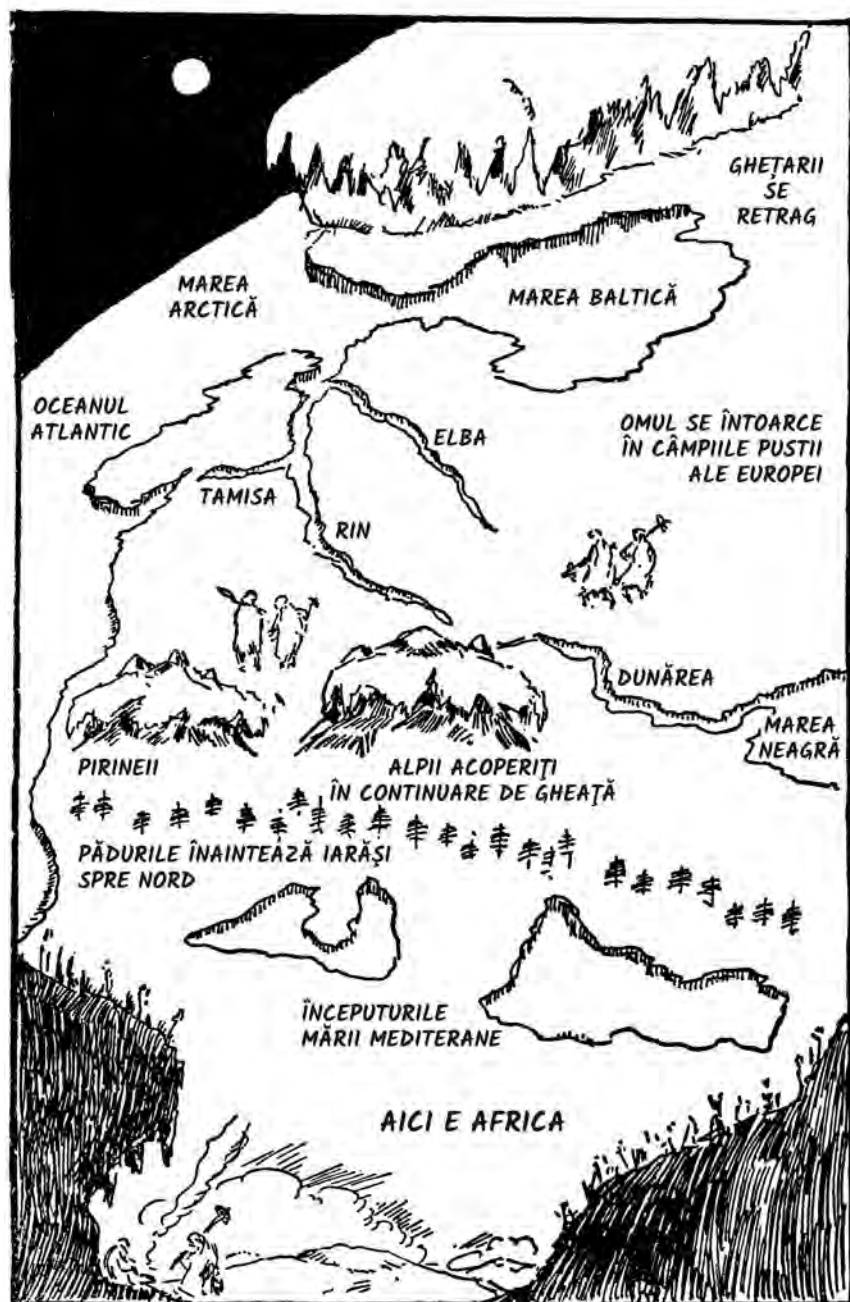 GHEȚARII
SE
RETRAG
MAREA
ARCTICĂ
MAREA BALTICĂ
OCEANUL
ATLANTIC
ELBA
OMUL SE ÎNTOARCE
ÎN CÂMPIILE PUSTII
ALE EUROPEI
TAMISA
RIN
DUNĂREA
MAREA
NEAGRĂ
PIRINEII
ALPII ACOPERIȚI
ÎN CONTINUARE DE GHEAȚĂ
PĂDURILE ÎNAINTEAZĂ IARĂȘI
SPRE NORD
ÎNCEPUTURILE
MĂRII MEDITERANE
AICI E AFRICA